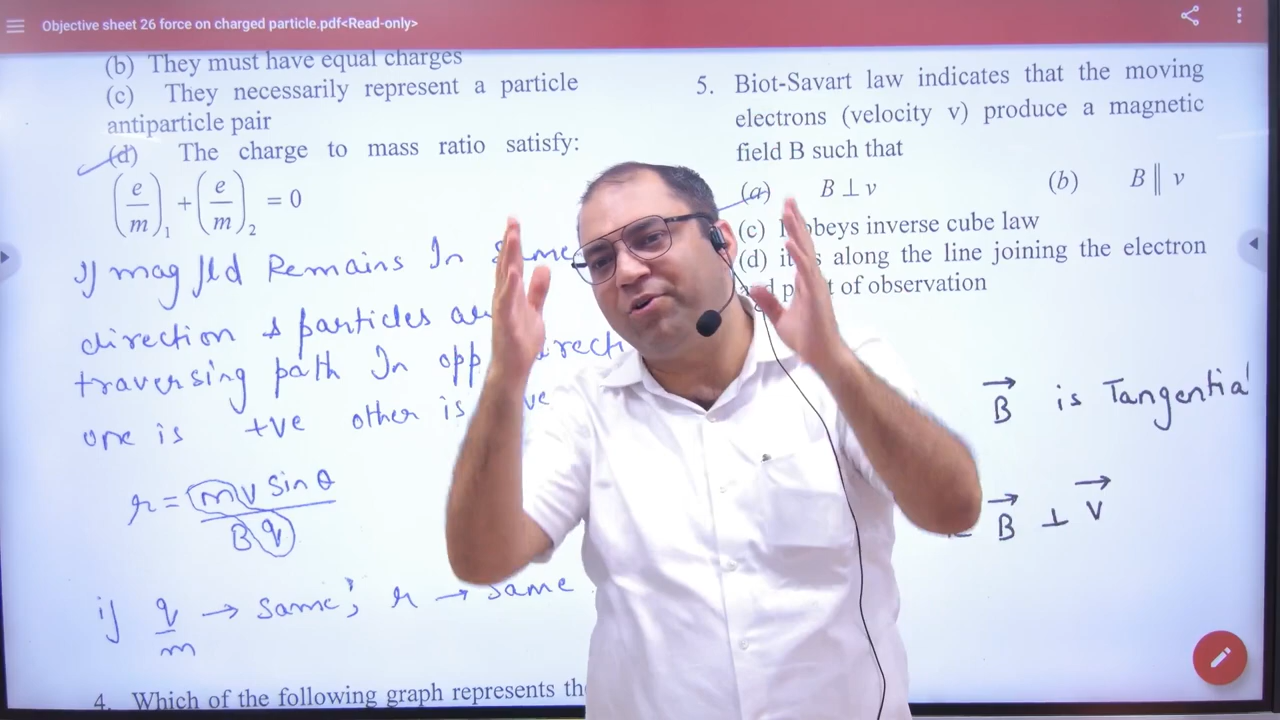 Objective sheet 26 force on charged particle.pdf<Read-only>
(b) They must have equal charges
(c) They necessarily represent a particle
antiparticle pair
(d) The charge to mass ratio satisfy:
(e/m)₁ + (e/m)₂ = 0
If mag fld Remains In same
direction & particles
traversing path In opp
one is +ve other is
r = mv Sin θ / Bq
if q/m → same; r → same
4. Which of the following graph represents
5. Biot-Savart law indicates that the moving
electrons (velocity v) produce a magnetic
field B such that
(a) B ⊥ v (b) B ∥ v
(c) obeys inverse cube law
(d) along the line joining the electron
of observation
B⃗ is Tangential
B⃗ ⊥ V⃗